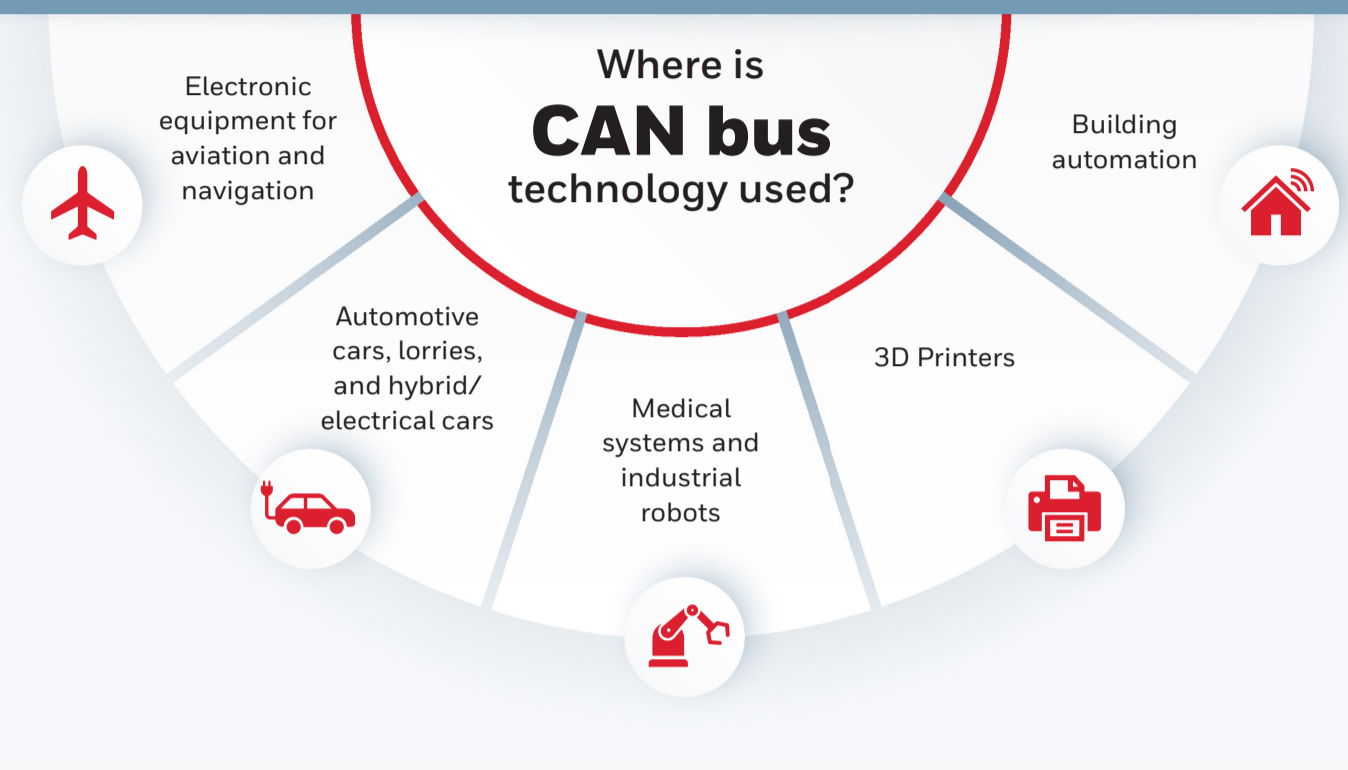 Where is
CAN bus
technology used?
Electronic
equipment for
aviation and
navigation
Automotive
cars, lorries,
and hybrid/
electrical cars
Medical
systems and
industrial
robots
3D Printers
Building
automation